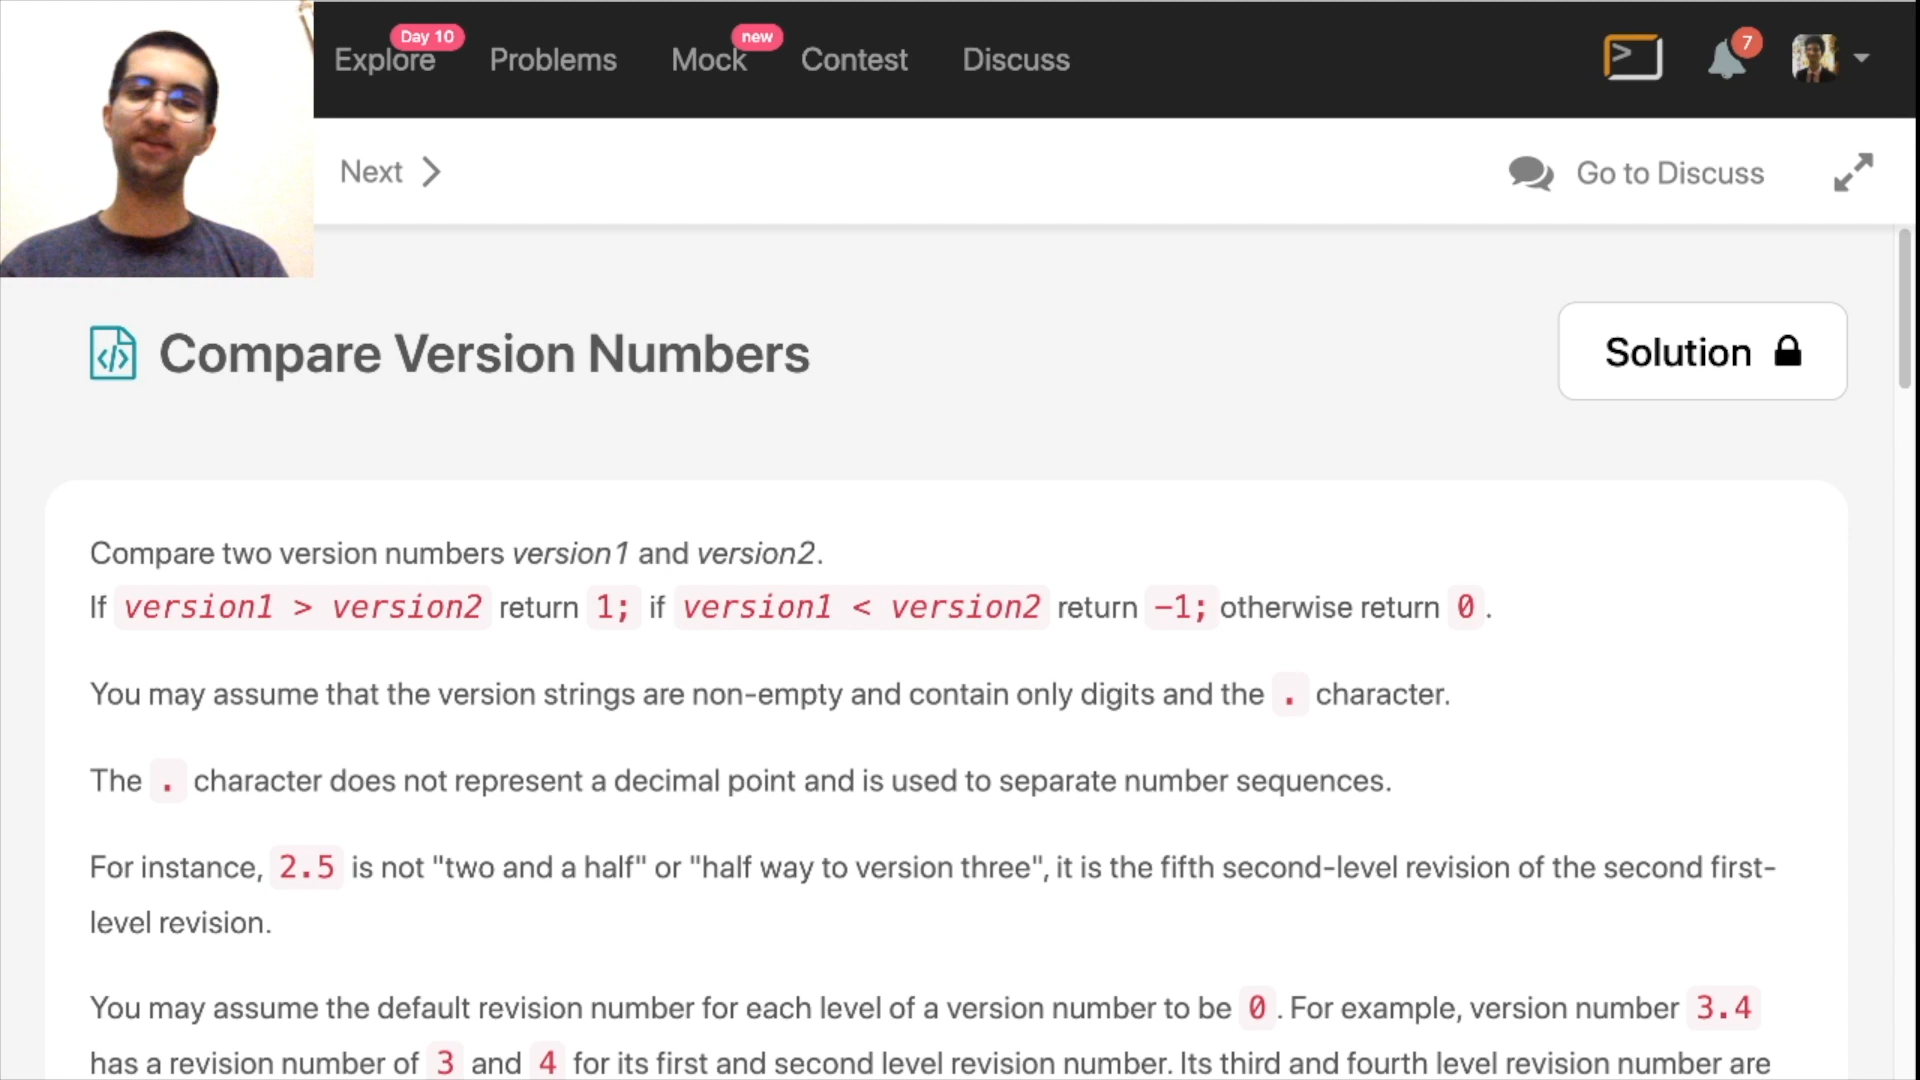 Explore Day 10 Problems Mock new Contest Discuss >_ 7
Next Go to Discuss
</> Compare Version Numbers Solution
Compare two version numbers version1 and version2.
If version1 > version2 return 1; if version1 < version2 return -1; otherwise return 0.
You may assume that the version strings are non-empty and contain only digits and the . character.
The . character does not represent a decimal point and is used to separate number sequences.
For instance, 2.5 is not "two and a half" or "half way to version three", it is the fifth second-level revision of the second first-
level revision.
You may assume the default revision number for each level of a version number to be 0. For example, version number 3.4
has a revision number of 3 and 4 for its first and second level revision number. Its third and fourth level revision number are